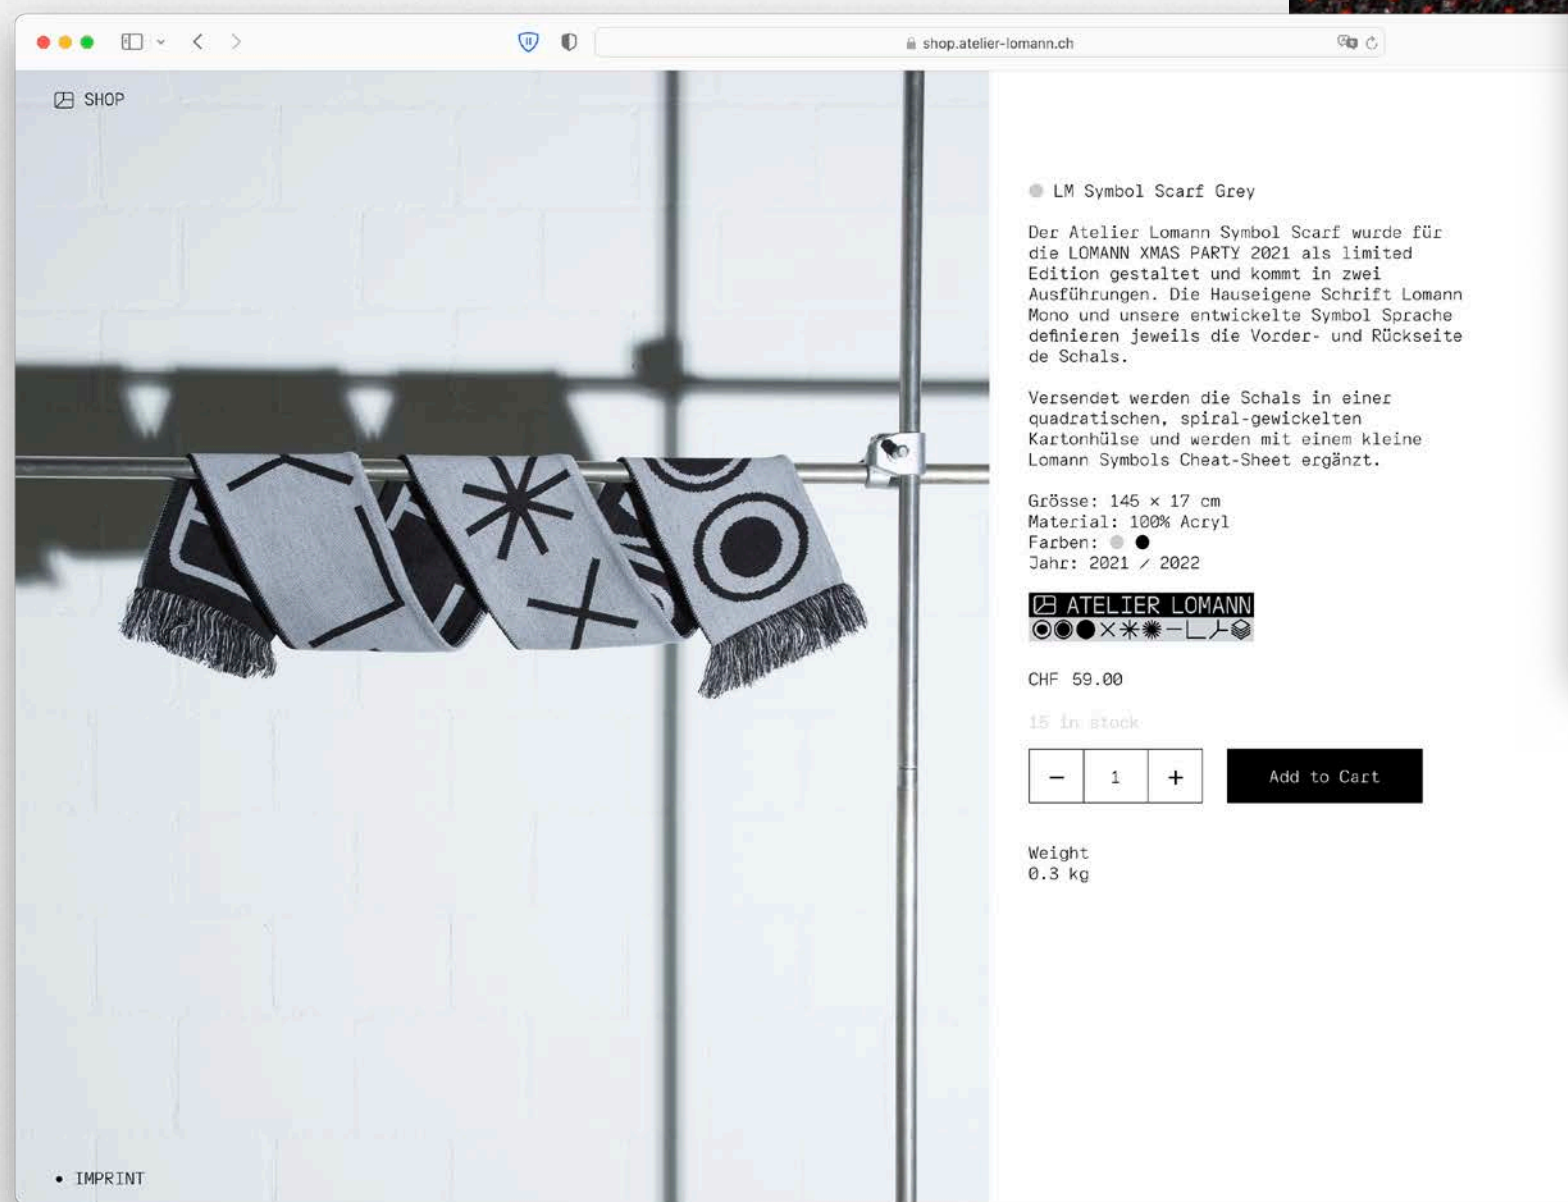 shop.atelier-lomann.ch
SHOP
LM Symbol Scarf Grey
Der Atelier Lomann Symbol Scarf wurde für
die LOMANN XMAS PARTY 2021 als limited
Edition gestaltet und kommt in zwei
Ausführungen. Die Hauseigene Schrift Lomann
Mono und unsere entwickelte Symbol Sprache
definieren jeweils die Vorder- und Rückseite
de Schals.
Versendet werden die Schals in einer
quadratischen, spiral-gewickelten
Kartonhülse und werden mit einem kleine
Lomann Symbols Cheat-Sheet ergänzt.
Grösse: 145 × 17 cm
Material: 100% Acryl
Farben:
Jahr: 2021 / 2022
ATELIER LOMANN
CHF 59.00
15 in stock
− 1 + Add to Cart
Weight
0.3 kg
• IMPRINT